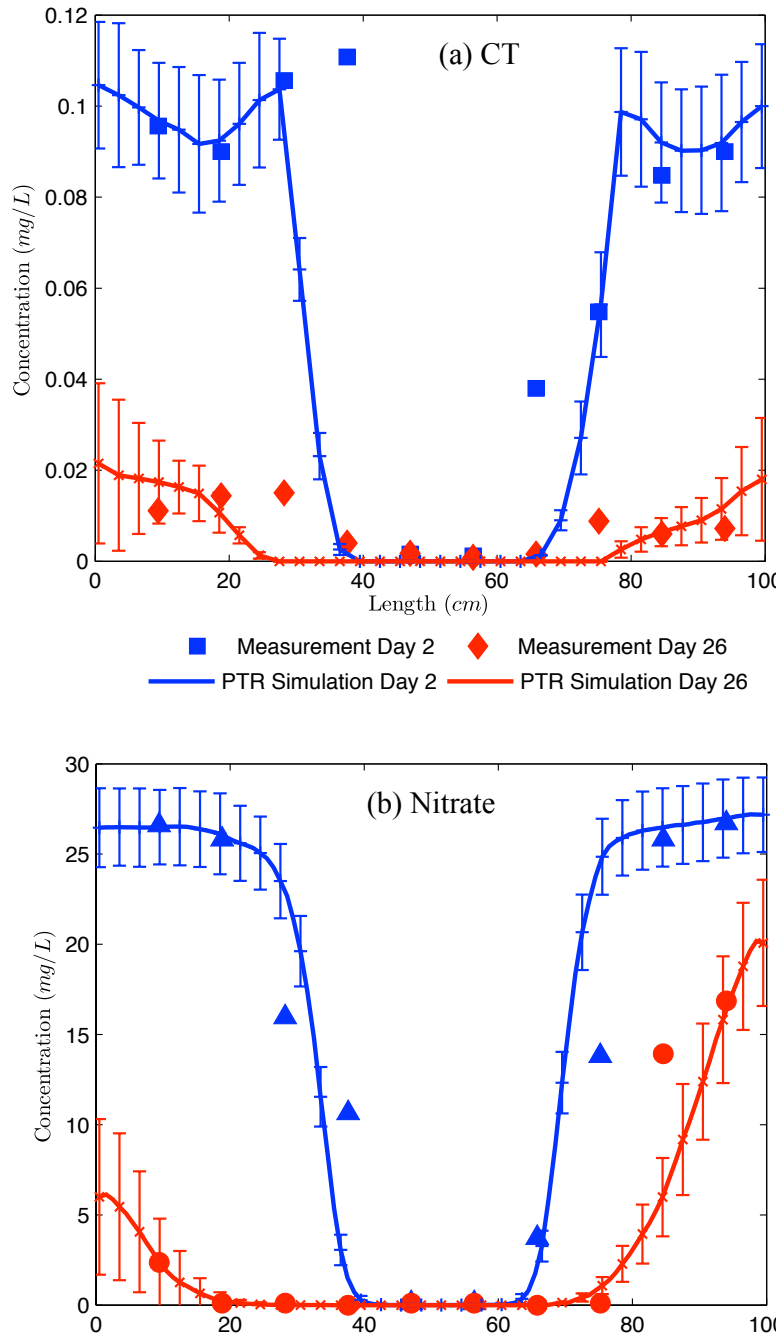 0.12
(a) CT
0.1
0.08
0.06
0.04
0.02
0
Concentration (mg/L)
0 20 40 60 80 100
Length (cm)
Measurement Day 2 Measurement Day 26
PTR Simulation Day 2 PTR Simulation Day 26
30
(b) Nitrate
25
20
15
10
5
0
Concentration (mg/L)
0 20 40 60 80 100